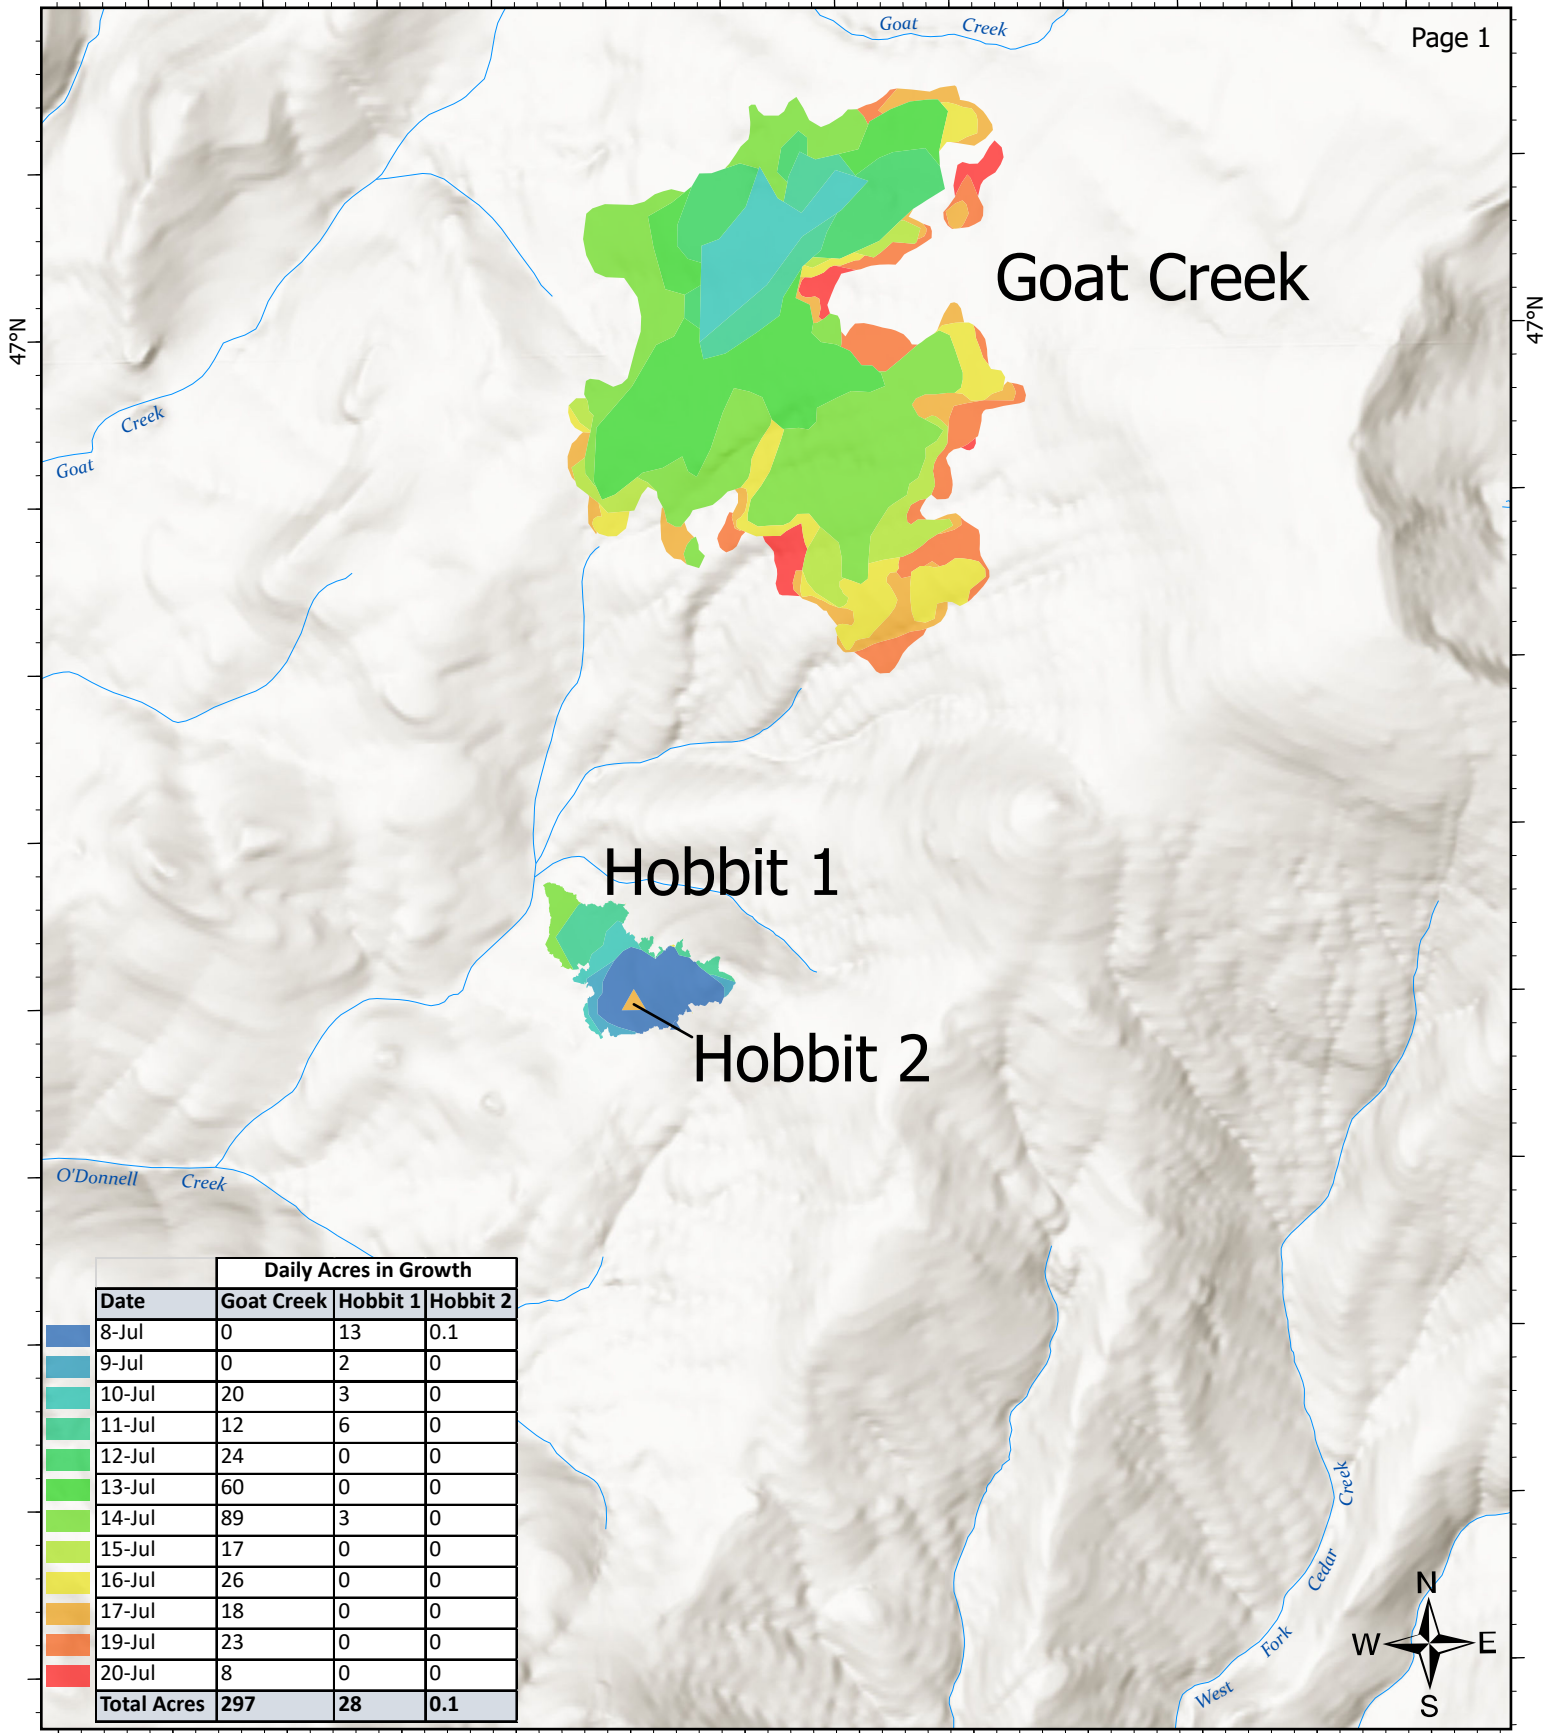 Goat Creek
Page 1
Goat Creek
47°N
47°N
Creek
Goat
Hobbit 1
Hobbit 2
O'Donnell Creek
Daily Acres in Growth
Date Goat Creek Hobbit 1 Hobbit 2
8-Jul 0 13 0.1
9-Jul 0 2 0
10-Jul 20 3 0
11-Jul 12 6 0
12-Jul 24 0 0
13-Jul 60 0 0
14-Jul 89 3 0
15-Jul 17 0 0
16-Jul 26 0 0
17-Jul 18 0 0
19-Jul 23 0 0
20-Jul 8 0 0
Total Acres 297 28 0.1
West Fork Cedar Creek
N
W E
S